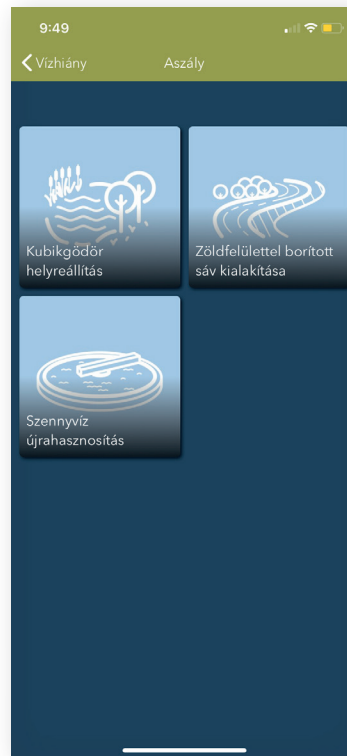 9:49
Vízhiány
Aszály
Kubikgödör
helyreállítás
Zöldfelülettel borított
sáv kialakítása
Szennyvíz
újrahasznosítás